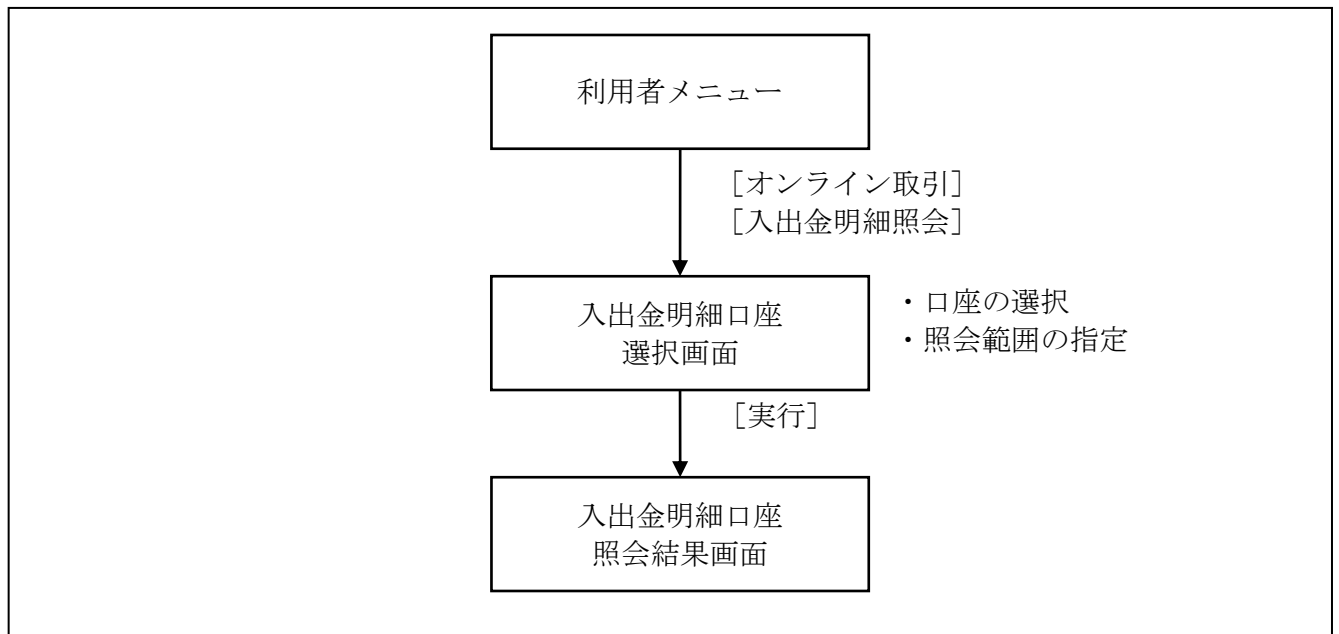 利用者メニュー
［オンライン取引］
［入出金明細照会］
入出金明細口座
選択画面
・口座の選択
・照会範囲の指定
［実行］
入出金明細口座
照会結果画面